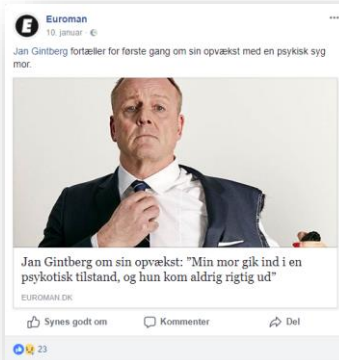 Euroman
10. januar
Jan Gintberg fortæller for første gang om sin opvækst med en psykisk syg
mor.
Jan Gintberg om sin opvækst: "Min mor gik ind i en
psykotisk tilstand, og hun kom aldrig rigtig ud"
EUROMAN.DK
Synes godt om Kommenter Del
23